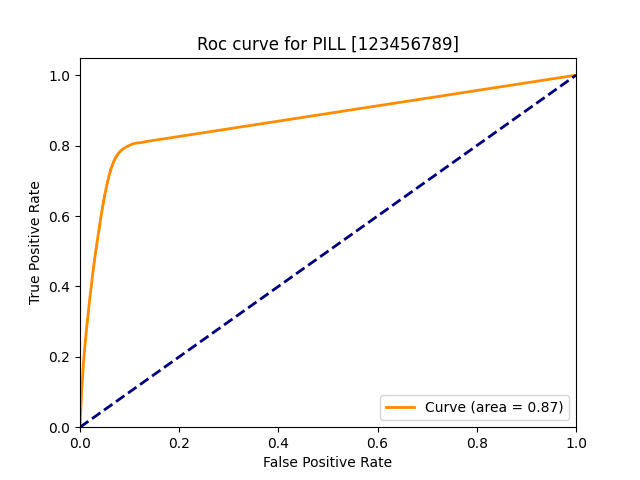 Roc curve for PILL [123456789]
1.0
0.8
0.6
0.4
0.2
0.0
True Positive Rate
Curve (area = 0.87)
0.0 0.2 0.4 0.6 0.8 1.0
False Positive Rate